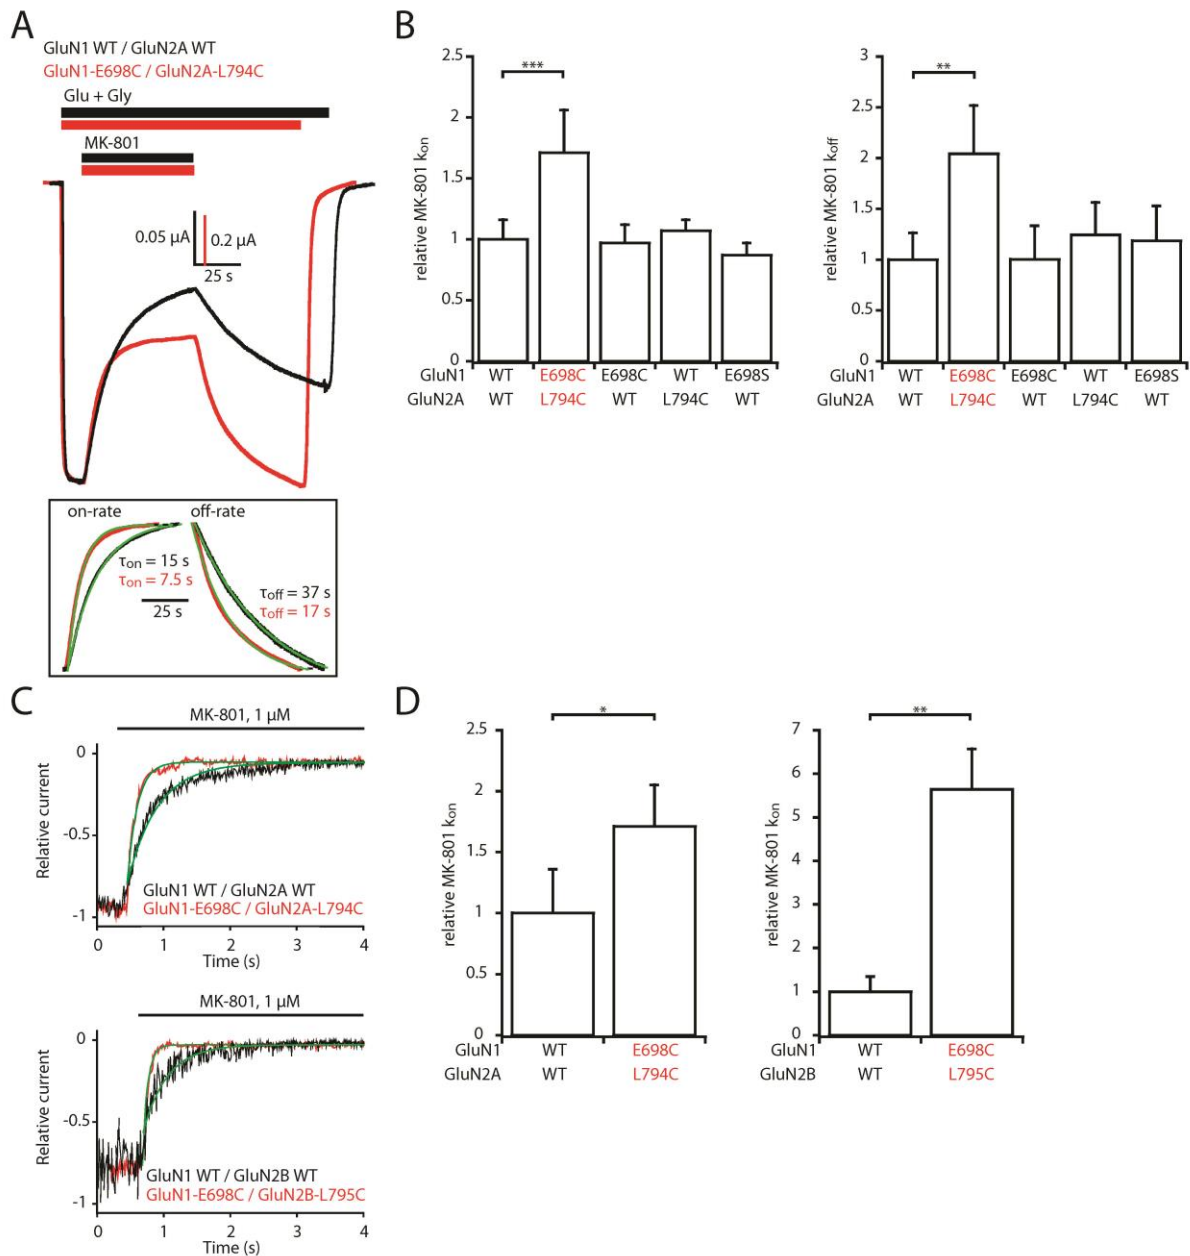 A
GluN1 WT / GluN2A WT
GluN1-E698C / GluN2A-L794C
Glu + Gly
MK-801
0.05 µA
0.2 µA
25 s
on-rate
off-rate
τon = 15 s
τon = 7.5 s
25 s
τoff = 37 s
τoff = 17 s
B
relative MK-801 kon
2.5
2
1.5
1
0.5
0
***
GluN1 WT E698C E698C WT E698S
GluN2A WT L794C WT L794C WT
relative MK-801 koff
3
2.5
2
1.5
1
0.5
0
**
GluN1 WT E698C E698C WT E698S
GluN2A WT L794C WT L794C WT
C
MK-801, 1 µM
Relative current
0
-0.5
-1
GluN1 WT / GluN2A WT
GluN1-E698C / GluN2A-L794C
0 1 2 3 4
Time (s)
MK-801, 1 µM
Relative current
0
-0.5
-1
GluN1 WT / GluN2B WT
GluN1-E698C / GluN2B-L795C
0 1 2 3 4
Time (s)
D
relative MK-801 kon
2.5
2
1.5
1
0.5
0
*
GluN1 WT E698C
GluN2A WT L794C
relative MK-801 kon
7
6
5
4
3
2
1
0
**
GluN1 WT E698C
GluN2B WT L795C